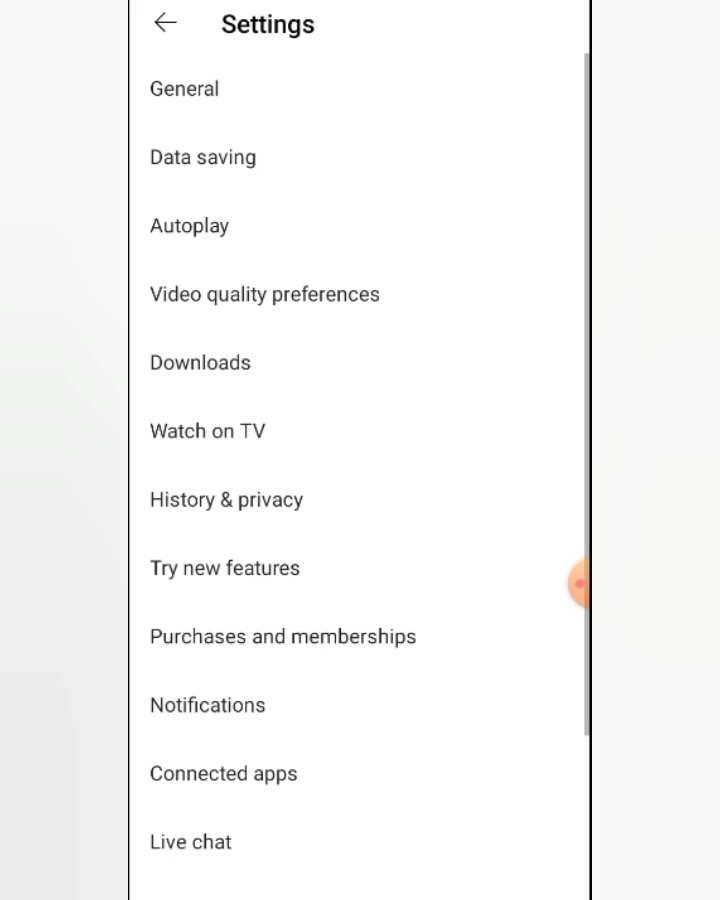 Settings
General
Data saving
Autoplay
Video quality preferences
Downloads
Watch on TV
History & privacy
Try new features
Purchases and memberships
Notifications
Connected apps
Live chat